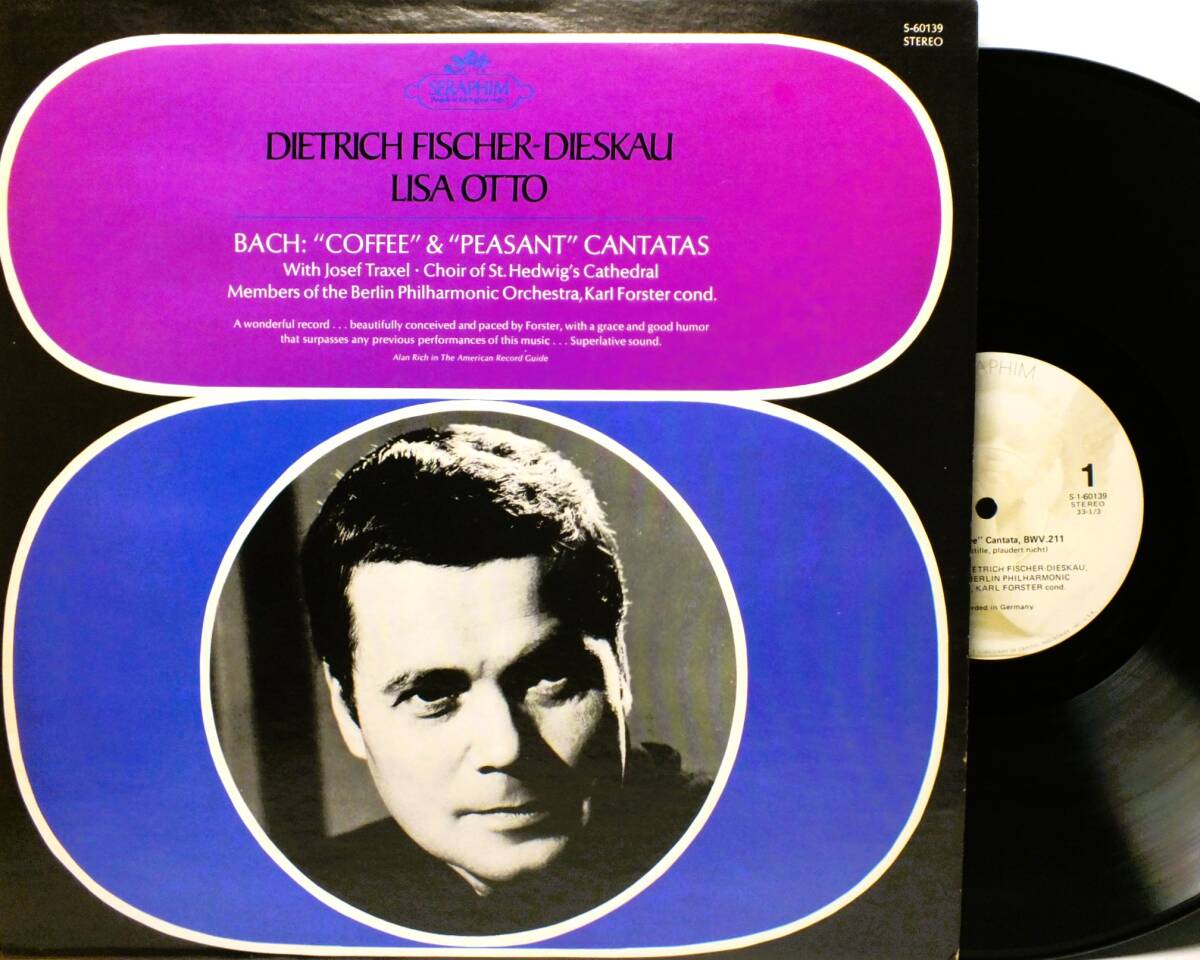 S-60139
STEREO
SERAPHIM
DIETRICH FISCHER-DIESKAU
LISA OTTO
BACH: “COFFEE” & “PEASANT” CANTATAS
With Josef Traxel · Choir of St. Hedwig's Cathedral
Members of the Berlin Philharmonic Orchestra, Karl Forster cond.
A wonderful record . . . beautifully conceived and paced by Forster, with a grace and good humor
that surpasses any previous performances of this music . . . Superlative sound.
Alan Rich in The American Record Guide
APHIM
1
S-1-60139
STEREO
33-1/3
ee" Cantata, BWV.211
stille, plaudert nicht)
ETRICH FISCHER-DIESKAU,
BERLIN PHILHARMONIC
, KARL FORSTER cond.
rded in Germany